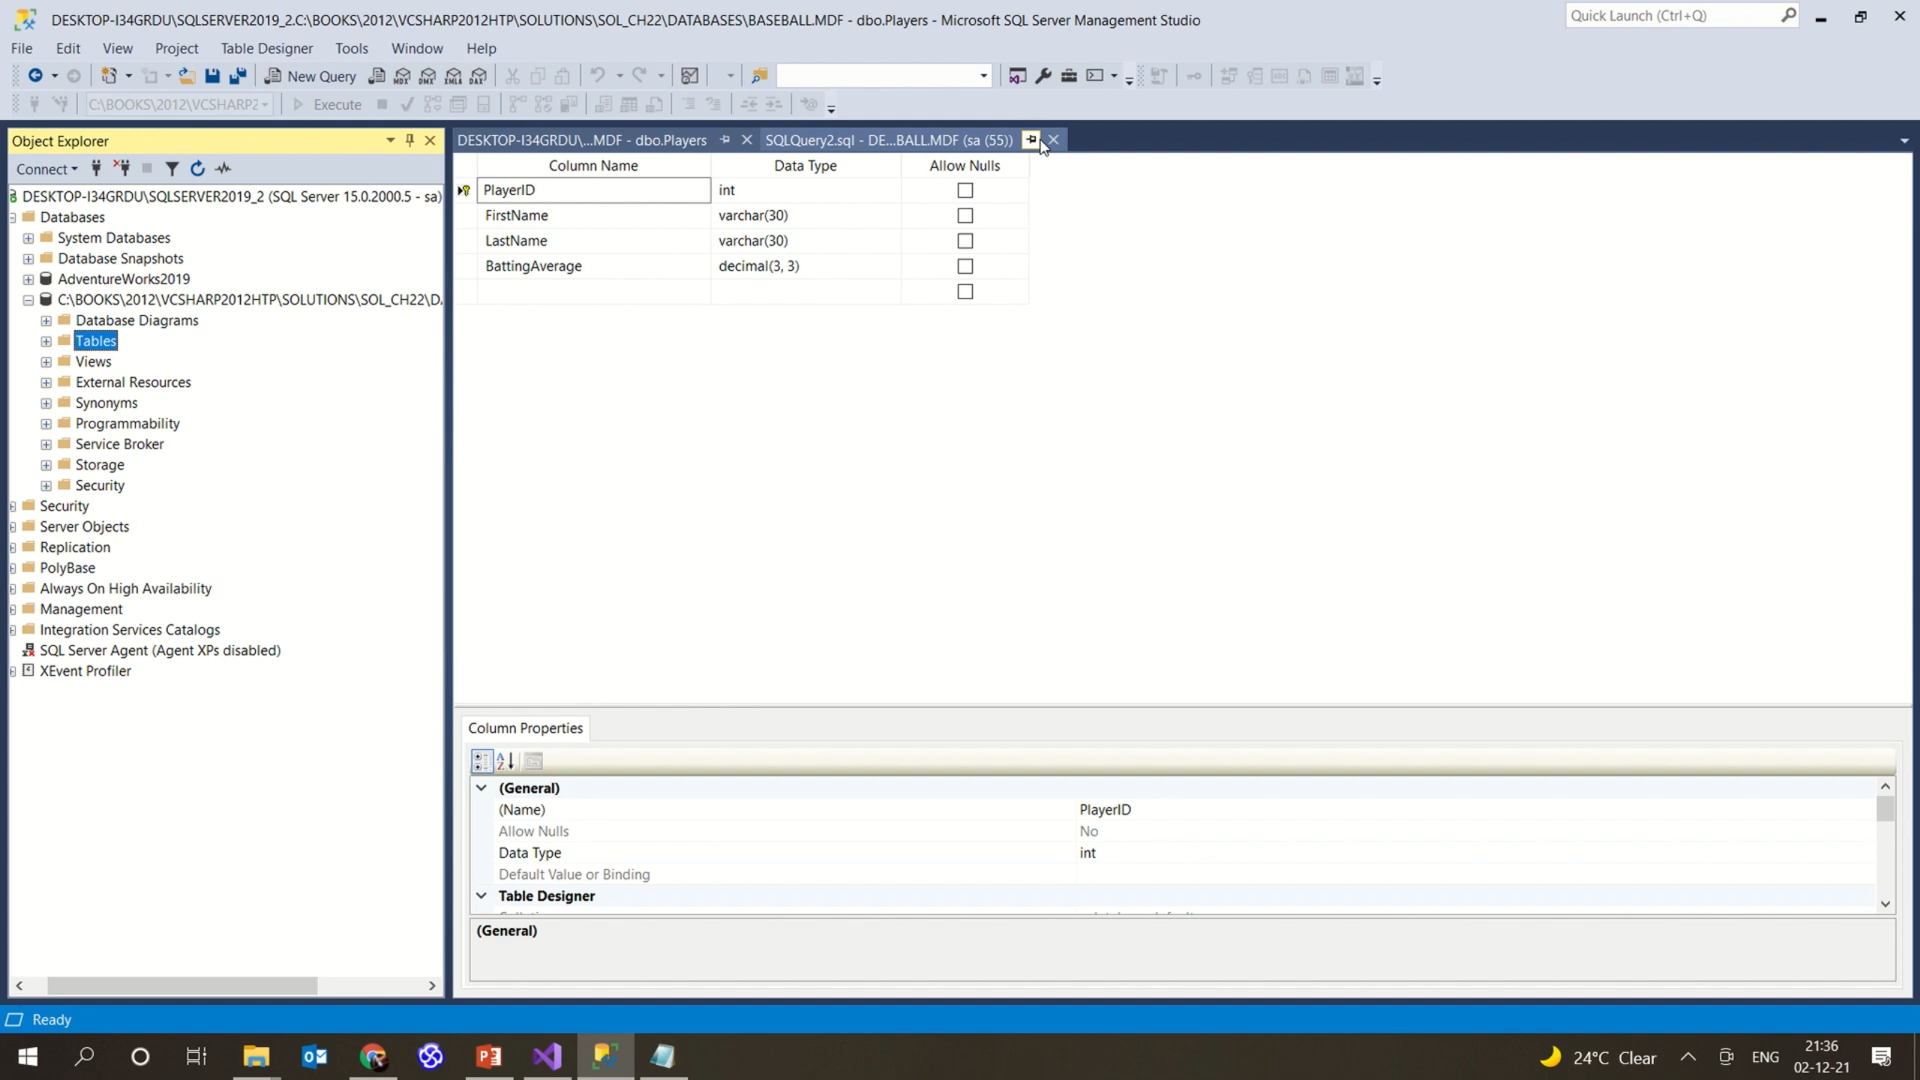 DESKTOP-I34GRDU\SQLSERVER2019_2.C:\BOOKS\2012\VCSHARP2012HTP\SOLUTIONS\SOL_CH22\DATABASES\BASEBALL.MDF - dbo.Players - Microsoft SQL Server Management Studio
Quick Launch (Ctrl+Q)
File Edit View Project Table Designer Tools Window Help
New Query MDX DMX XMLA DAX
C:\BOOKS\2012\VCSHARP2 Execute
Object Explorer
Connect
DESKTOP-I34GRDU\SQLSERVER2019_2 (SQL Server 15.0.2000.5 - sa)
Databases
System Databases
Database Snapshots
AdventureWorks2019
C:\BOOKS\2012\VCSHARP2012HTP\SOLUTIONS\SOL_CH22\D
Database Diagrams
Tables
Views
External Resources
Synonyms
Programmability
Service Broker
Storage
Security
Security
Server Objects
Replication
PolyBase
Always On High Availability
Management
Integration Services Catalogs
SQL Server Agent (Agent XPs disabled)
XEvent Profiler
DESKTOP-I34GRDU\...MDF - dbo.Players
SQLQuery2.sql - DE...BALL.MDF (sa (55))
Column Name Data Type Allow Nulls
PlayerID int
FirstName varchar(30)
LastName varchar(30)
BattingAverage decimal(3, 3)
Column Properties
(General)
(Name) PlayerID
Allow Nulls No
Data Type int
Default Value or Binding
Table Designer
(General)
Ready
24°C Clear
ENG
21:36
02-12-21